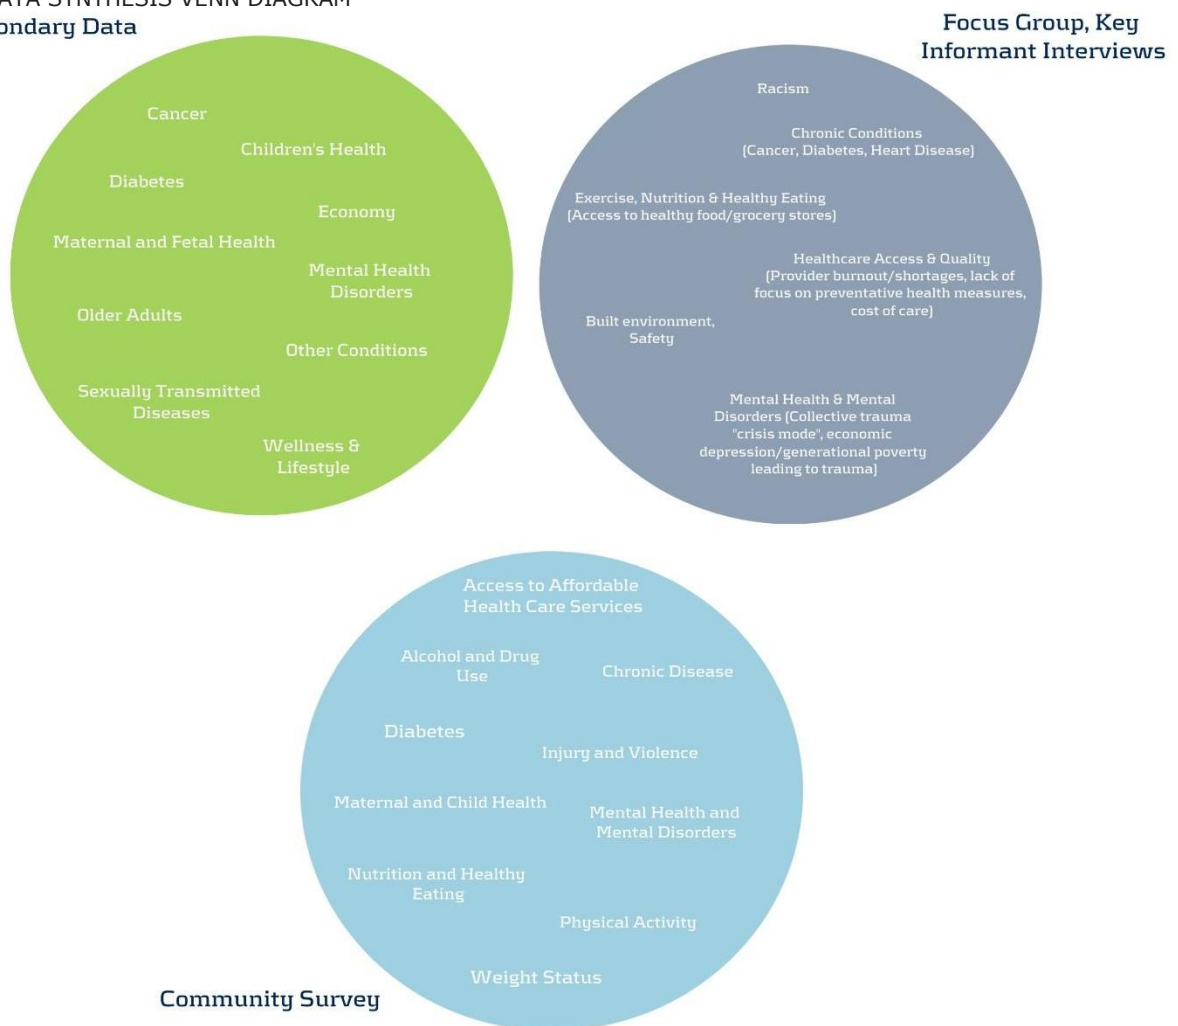 DATA SYNTHESIS VENN DIAGRAM
ondary Data
Cancer
Children's Health
Diabetes
Economy
Maternal and Fetal Health
Mental Health
Disorders
Older Adults
Other Conditions
Sexually Transmitted
Diseases
Wellness &
Lifestyle
Focus Group, Key
Informant Interviews
Racism
Chronic Conditions
(Cancer, Diabetes, Heart Disease)
Exercise, Nutrition & Healthy Eating
(Access to healthy food/grocery stores)
Healthcare Access & Quality
(Provider burnout/shortages, lack of
focus on preventative health measures,
cost of care)
Built environment,
Safety
Mental Health & Mental
Disorders (Collective trauma
"crisis mode", economic
depression/generational poverty
leading to trauma)
Access to Affordable
Health Care Services
Alcohol and Drug
Use
Chronic Disease
Diabetes
Injury and Violence
Maternal and Child Health
Mental Health and
Mental Disorders
Nutrition and Healthy
Eating
Physical Activity
Weight Status
Community Survey